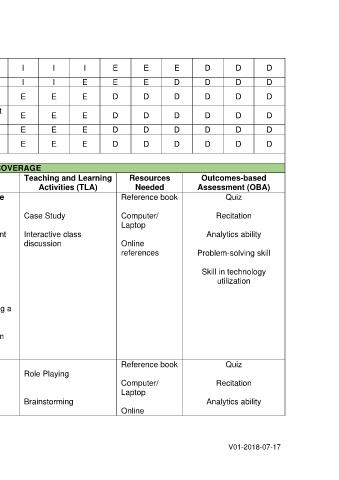 I I I E E E D D D
I I E E E D D D D
E E E D D D D D D
t
E E E D D D D D D
E E E D D D D D D
E E E D D D D D D
OVERAGE
Teaching and Learning Activities (TLA)
Resources Needed
Outcomes-based Assessment (OBA)
e
nt
ng a
n
Case Study
Interactive class
discussion
Reference book
Computer/
Laptop
Online
references
Quiz
Recitation
Analytics ability
Problem-solving skill
Skill in technology
utilization
Role Playing
Brainstorming
Reference book
Computer/
Laptop
Online
Quiz
Recitation
Analytics ability
V01-2018-07-17